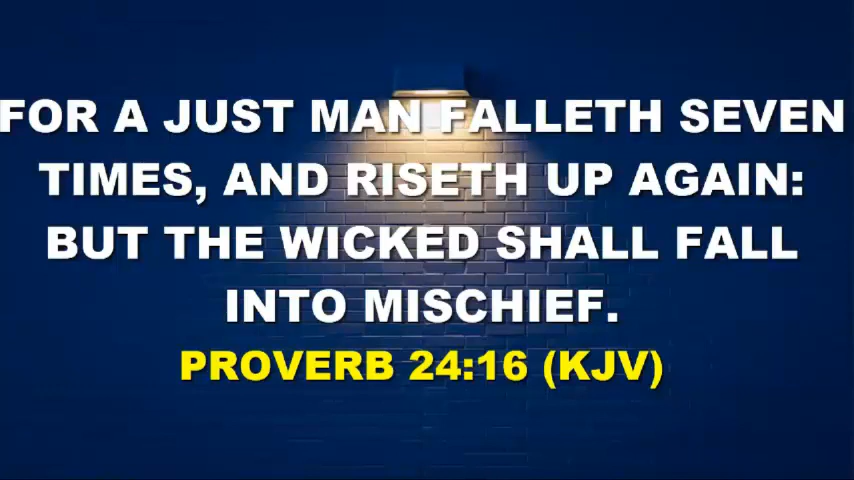 FOR A JUST MAN FALLETH SEVEN
TIMES, AND RISETH UP AGAIN:
BUT THE WICKED SHALL FALL
INTO MISCHIEF.
PROVERB 24:16 (KJV)